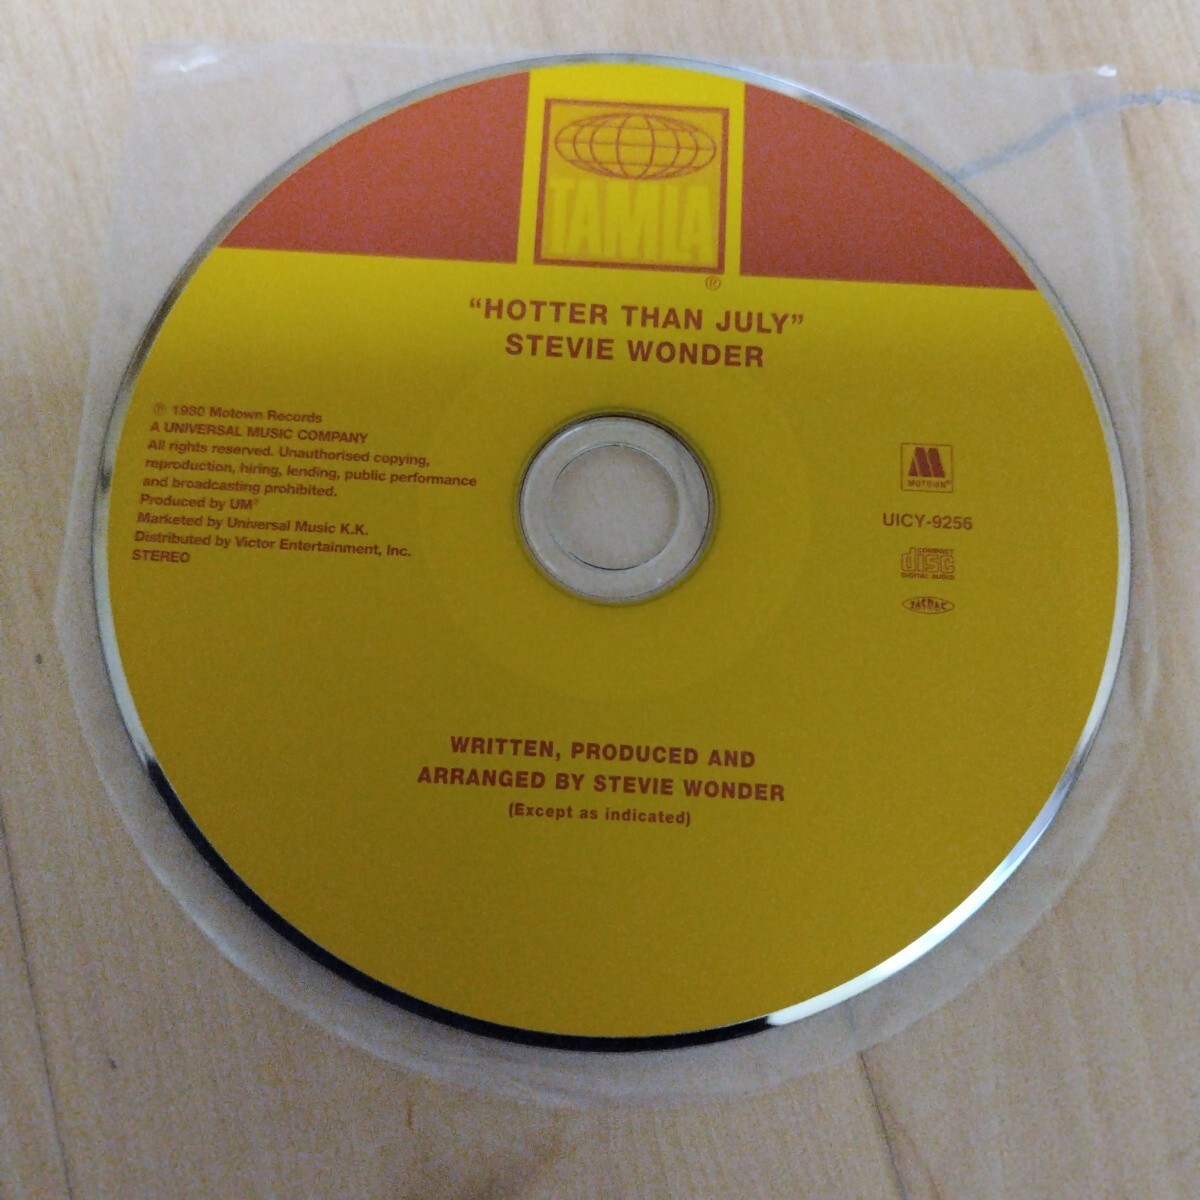 TAMLA
®
"HOTTER THAN JULY"
STEVIE WONDER
℗ 1980 Motown Records
A UNIVERSAL MUSIC COMPANY
All rights reserved. Unauthorised copying,
reproduction, hiring, lending, public performance
and broadcasting prohibited.
Produced by UM³
Marketed by Universal Music K.K.
Distributed by Victor Entertainment, Inc.
STEREO
M
MOTOWN®
UICY-9256
COMPACT
disc
DIGITAL AUDIO
JASRAC
WRITTEN, PRODUCED AND
ARRANGED BY STEVIE WONDER
(Except as indicated)